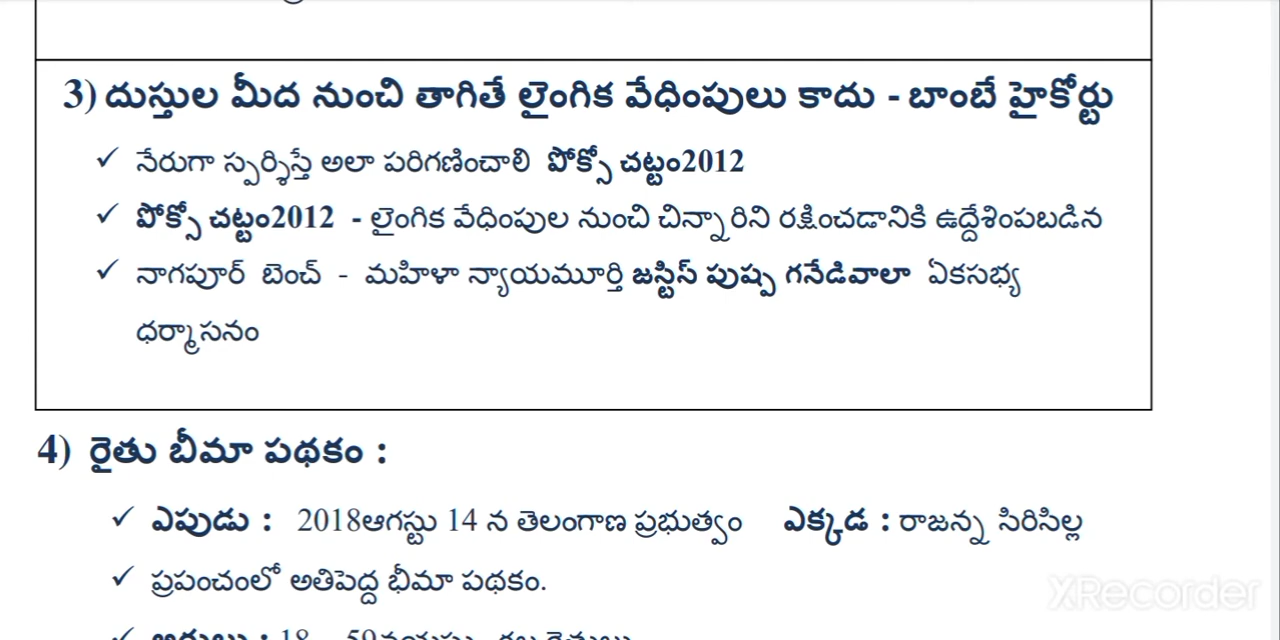 3) దుస్తుల మీద నుంచి తాగితే లైంగిక వేధింపులు కాదు - బాంబే హైకోర్టు
✓ నేరుగా స్పర్శిస్తే అలా పరిగణించాలి పోక్సో చట్టం2012
✓ పోక్సో చట్టం2012 - లైంగిక వేధింపుల నుంచి చిన్నారిని రక్షించడానికి ఉద్దేశింపబడిన
✓ నాగపూర్ బెంచ్ - మహిళా న్యాయమూర్తి జస్టిస్ పుష్ప గనేడివాలా ఏకసభ్య
ధర్మాసనం
4) రైతు బీమా పథకం :
✓ ఎపుడు : 2018ఆగస్టు 14 న తెలంగాణ ప్రభుత్వం ఎక్కడ : రాజన్న సిరిసిల్ల
✓ ప్రపంచంలో అతిపెద్ద భీమా పథకం.
XRecorder